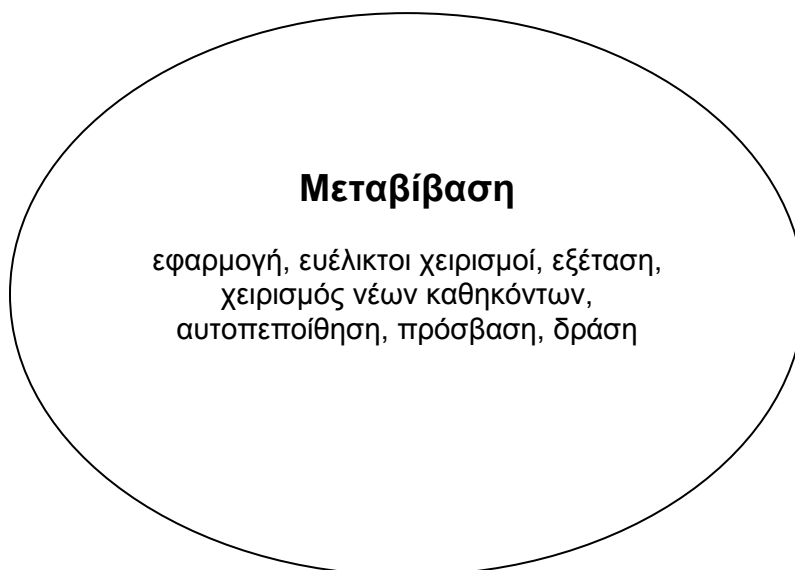 Μεταβίβαση
εφαρμογή, ευέλικτοι χειρισμοί, εξέταση,
χειρισμός νέων καθηκόντων,
αυτοπεποίθηση, πρόσβαση, δράση